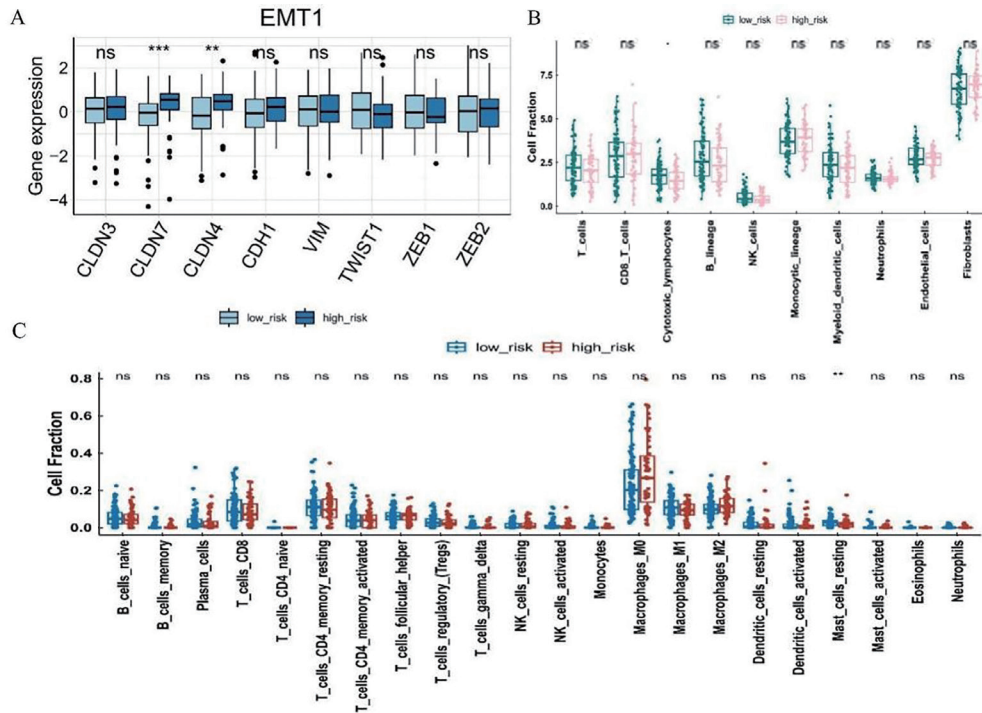 A
EMT1
ns *** ** ns ns ns ns ns
Gene expression
2
0
−2
−4
CLDN3 CLDN7 CLDN4 CDH1 VIM TWIST1 ZEB1 ZEB2
low_risk high_risk
B
low_risk high_risk
ns ns * ns ns ns ns ns ns ns
Cell Fraction
7.5
5.0
2.5
0.0
T_cells CD8_T_cells Cytotoxic_lymphocytes B_lineage NK_cells Monocytic_lineage Myeloid_dendritic_cells Neutrophils Endothelial_cells Fibroblasts
C
low_risk high_risk
ns ns ns ns ns ns ns ns ns ns ns ns ns ns ns ns ns ns ** ns ns ns
Cell Fraction
0.8
0.6
0.4
0.2
0.0
B_cells_naive B_cells_memory Plasma_cells T_cells_CD8 T_cells_CD4_naive T_cells_CD4_memory_resting T_cells_CD4_memory_activated T_cells_follicular_helper T_cells_regulatory_(Tregs) T_cells_gamma_delta NK_cells_resting NK_cells_activated Monocytes Macrophages_M0 Macrophages_M1 Macrophages_M2 Dendritic_cells_resting Dendritic_cells_activated Mast_cells_resting Mast_cells_activated Eosinophils Neutrophils